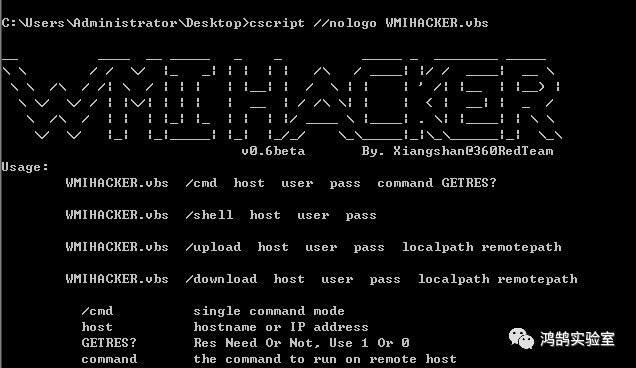 C:\Users\Administrator\Desktop>cscript //nologo WMIHACKER.vbs
WMIHACKER
v0.6beta By. Xiangshan@360RedTeam
Usage:
WMIHACKER.vbs /cmd host user pass command GETRES?
WMIHACKER.vbs /shell host user pass
WMIHACKER.vbs /upload host user pass localpath remotepath
WMIHACKER.vbs /download host user pass localpath remotepath
/cmd single command mode
host hostname or IP address
GETRES? Res Need Or Not, Use 1 Or 0
command the command to run on remote host
鸿鹄实验室